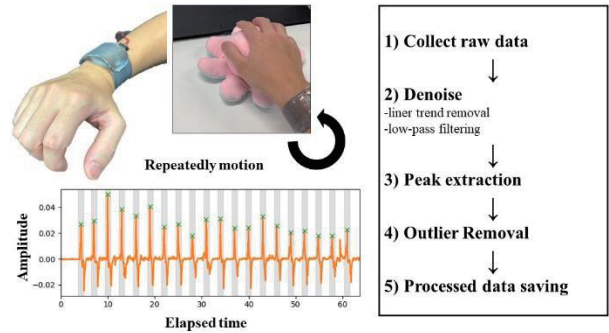 Repeatedly motion
Amplitude
0.04
0.02
0.00
−0.02
0 10 20 30 40 50 60
Elapsed time
1) Collect raw data
2) Denoise
-liner trend removal
-low-pass filtering
3) Peak extraction
4) Outlier Removal
5) Processed data saving